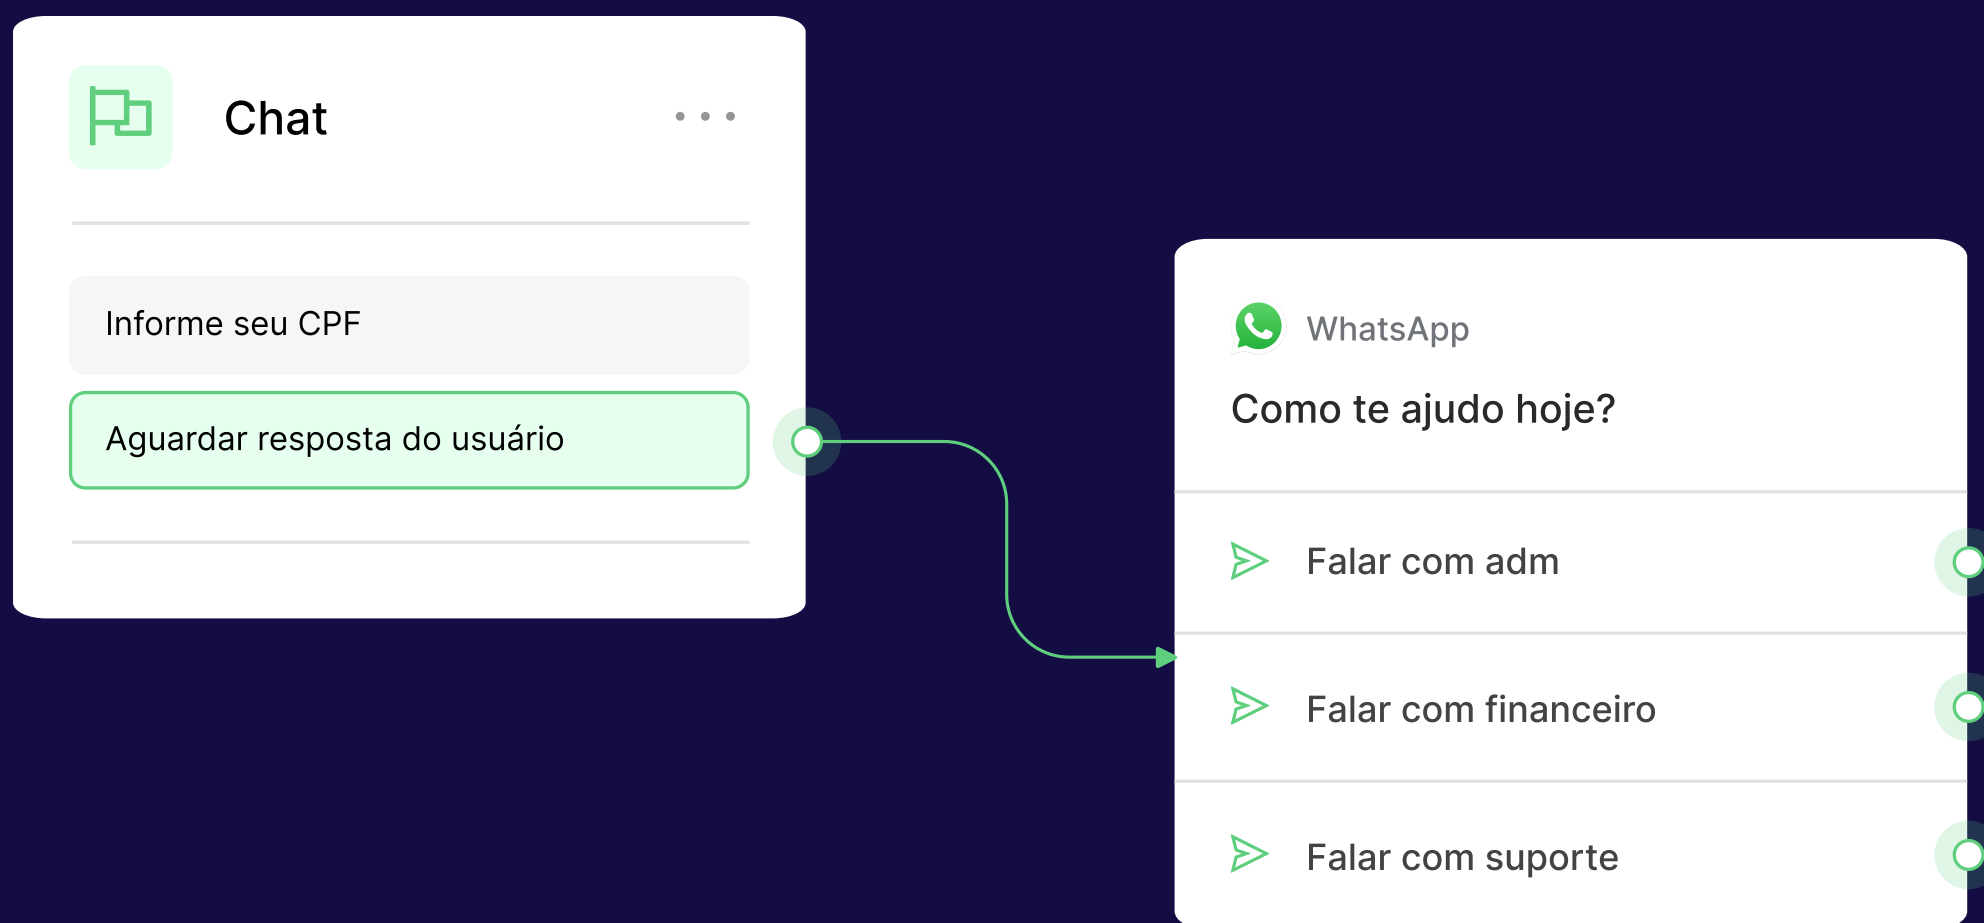 Chat
Informe seu CPF
Aguardar resposta do usuário
WhatsApp
Como te ajudo hoje?
Falar com adm
Falar com financeiro
Falar com suporte